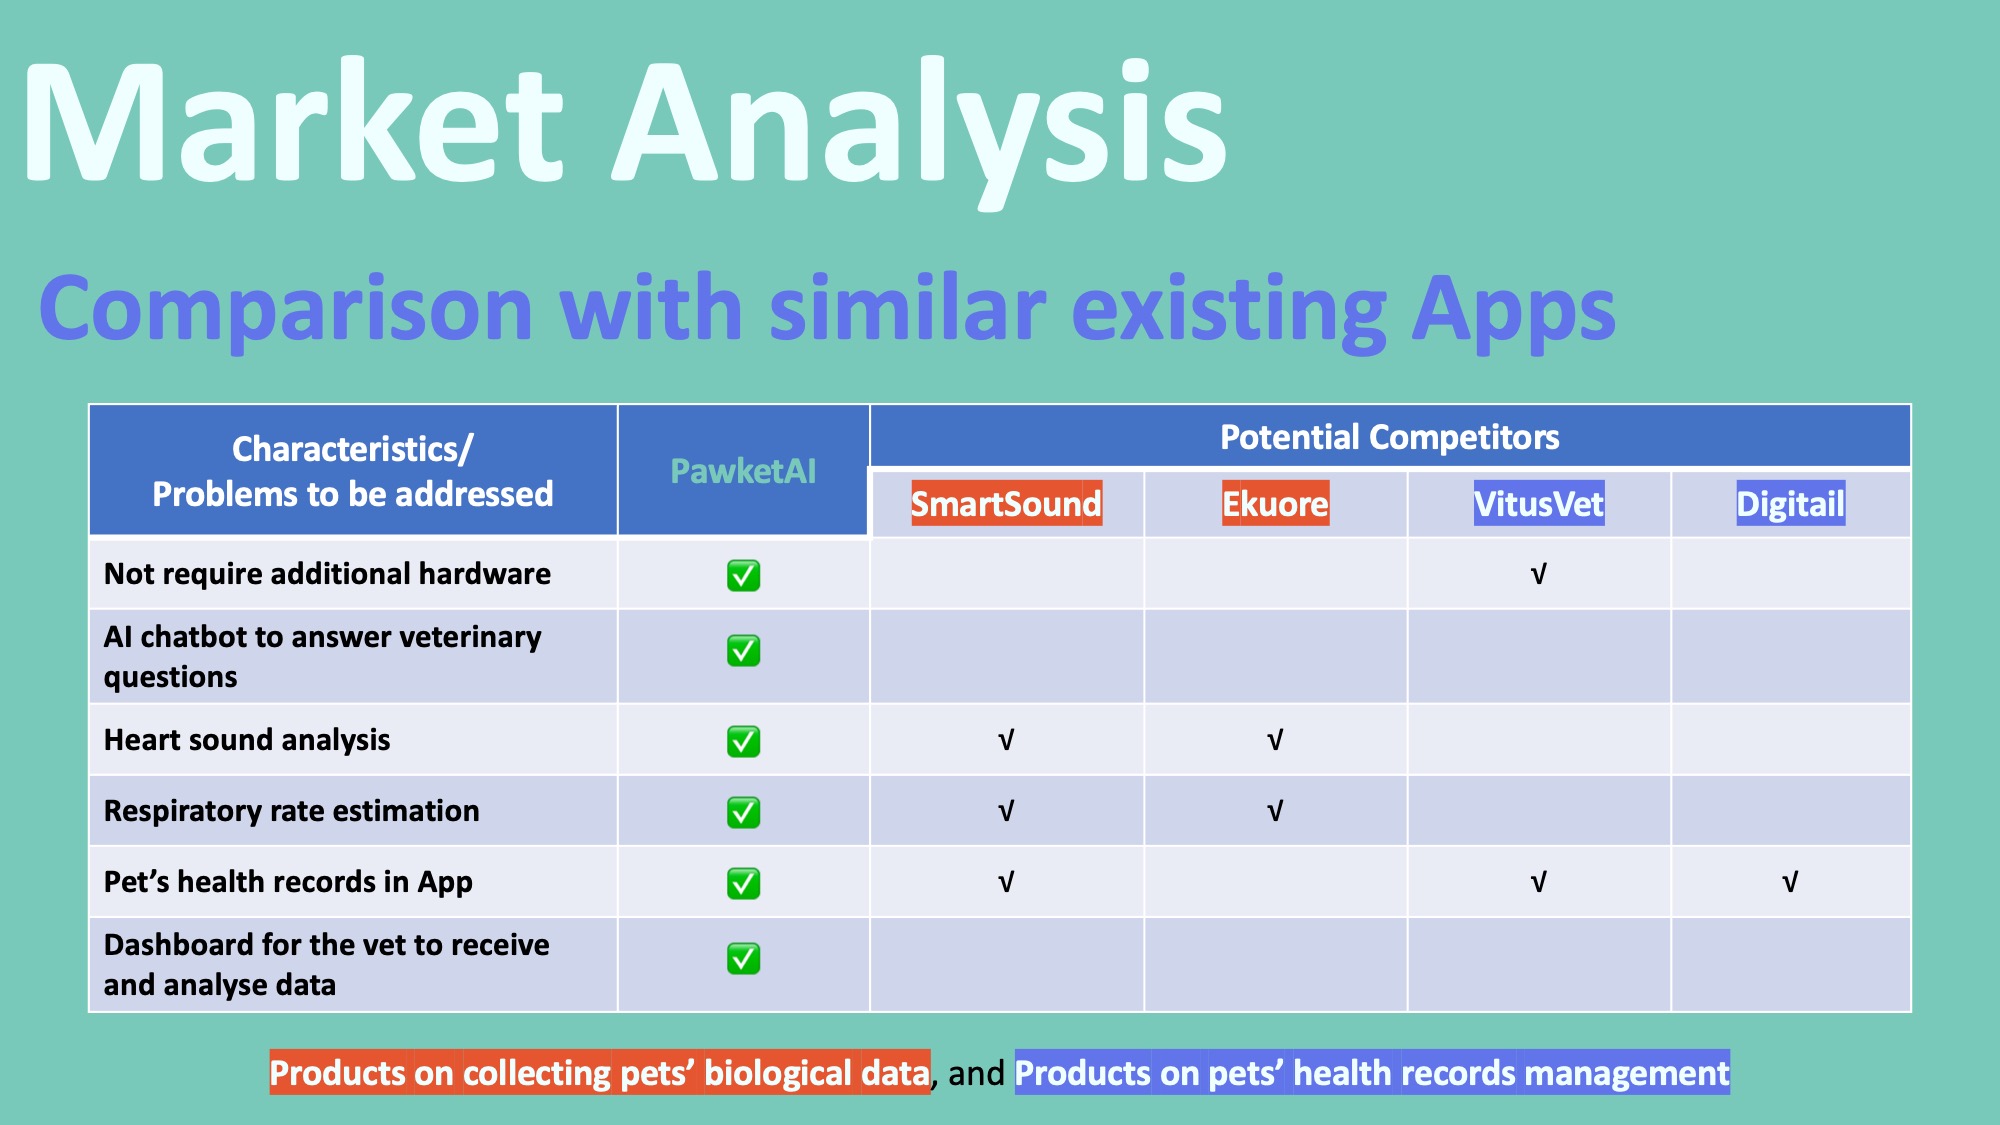 Market Analysis
Comparison with similar existing Apps
Characteristics/
Problems to be addressed
PawketAI
Potential Competitors
SmartSound
Ekuore
VitusVet
Digitail
Not require additional hardware
✅
√
AI chatbot to answer veterinary
questions
✅
Heart sound analysis
✅
√
√
Respiratory rate estimation
✅
√
√
Pet’s health records in App
✅
√
√
√
Dashboard for the vet to receive
and analyse data
✅
Products on collecting pets’ biological data, and Products on pets’ health records management